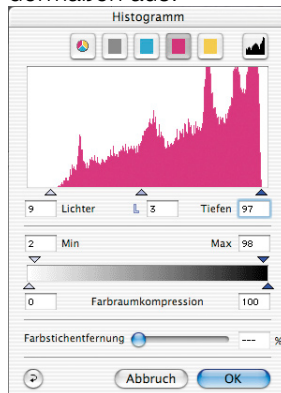 Histogramm
9 Lichter L 3 Tiefen 97
2 Min Max 98
0 Farbraumkompression 100
Farbstichentfernung --- %
Abbruch OK